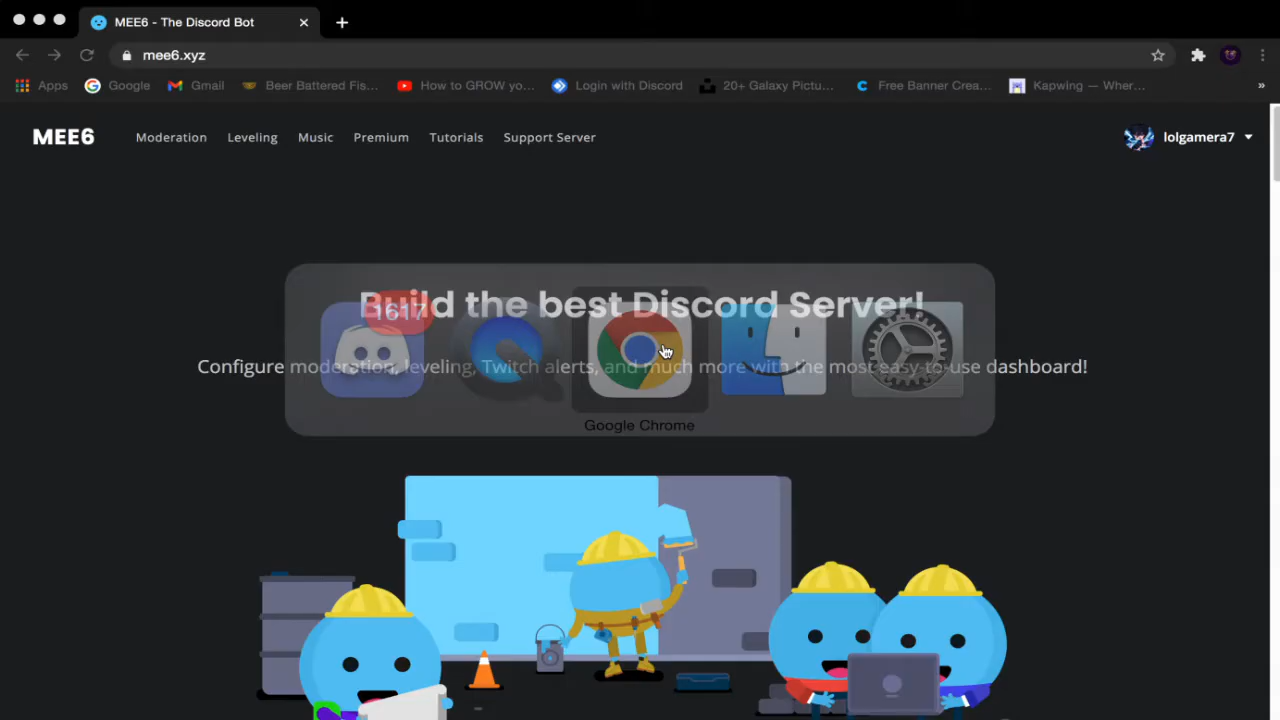 MEE6 - The Discord Bot
mee6.xyz
Apps
Google
Gmail
Beer Battered Fis...
How to GROW yo...
Login with Discord
20+ Galaxy Pictu...
Free Banner Crea...
Kapwing — Wher...
»
MEE6
Moderation
Leveling
Music
Premium
Tutorials
Support Server
lolgamera7
Build the best Discord Server!
1617
Configure moderation, leveling, Twitch alerts, and much more with the most easy-to-use dashboard!
Google Chrome